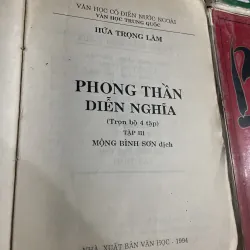 VĂN HỌC CỔ ĐIỂN NƯỚC NGOÀI
VĂN HỌC TRUNG QUỐC
HỨA TRỌNG LÂM
PHONG THẦN
DIỄN NGHĨA
(Trọn bộ 4 tập)
TẬP III
MỘNG BÌNH SƠN dịch
NHÀ XUẤT BẢN VĂN HỌC - 1994